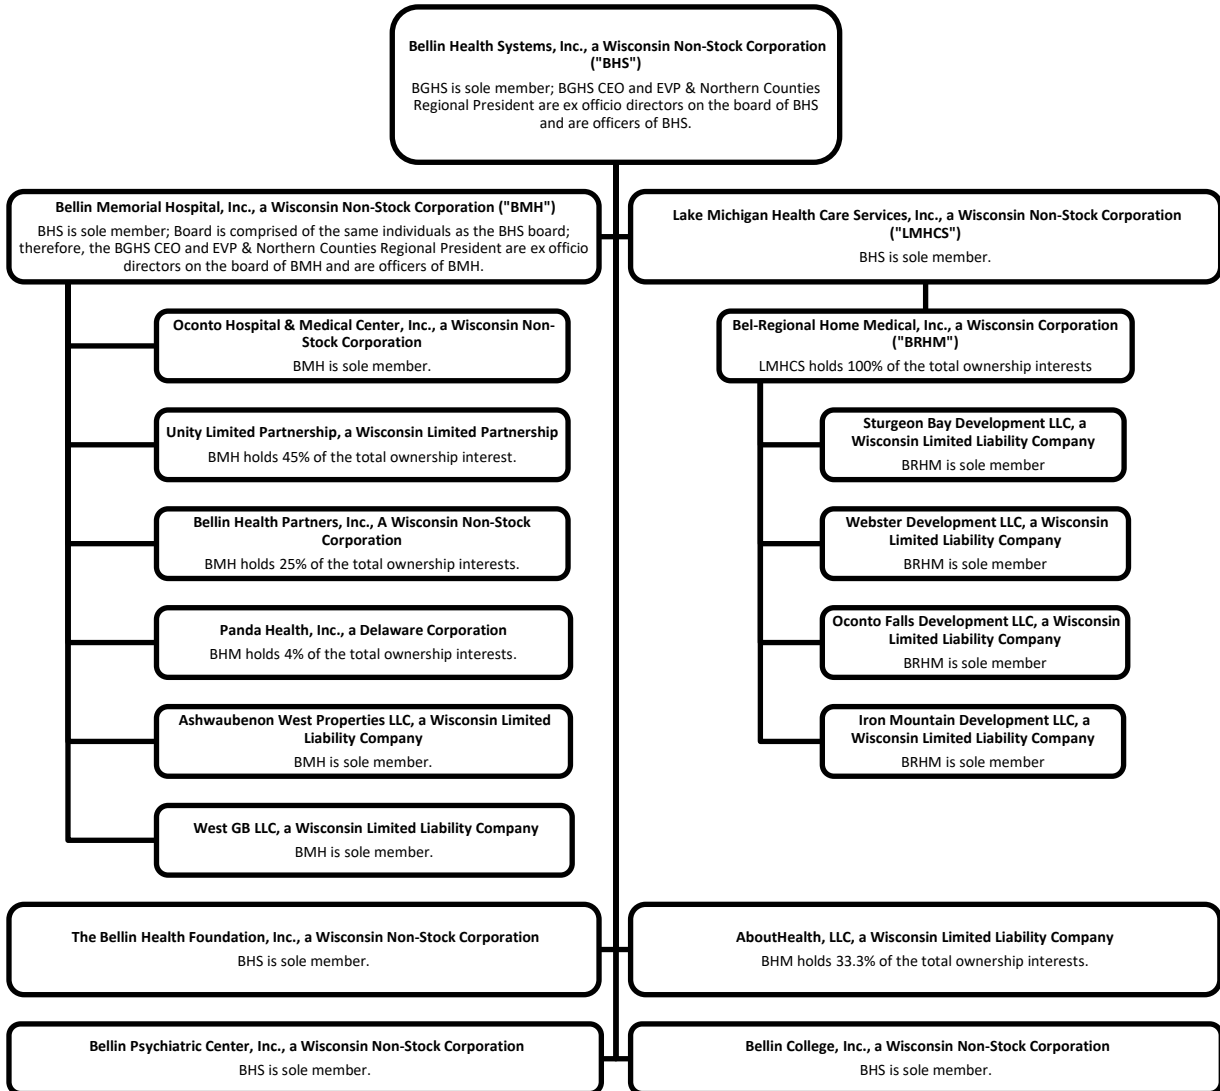 Bellin Health Systems, Inc., a Wisconsin Non-Stock Corporation
("BHS")
BGHS is sole member; BGHS CEO and EVP & Northern Counties
Regional President are ex officio directors on the board of BHS
and are officers of BHS.
Bellin Memorial Hospital, Inc., a Wisconsin Non-Stock Corporation ("BMH")
BHS is sole member; Board is comprised of the same individuals as the BHS board;
therefore, the BGHS CEO and EVP & Northern Counties Regional President are ex officio
directors on the board of BMH and are officers of BMH.
Lake Michigan Health Care Services, Inc., a Wisconsin Non-Stock Corporation
("LMHCS")
BHS is sole member.
Oconto Hospital & Medical Center, Inc., a Wisconsin Non-
Stock Corporation
BMH is sole member.
Unity Limited Partnership, a Wisconsin Limited Partnership
BMH holds 45% of the total ownership interest.
Bellin Health Partners, Inc., A Wisconsin Non-Stock
Corporation
BMH holds 25% of the total ownership interests.
Panda Health, Inc., a Delaware Corporation
BHM holds 4% of the total ownership interests.
Ashwaubenon West Properties LLC, a Wisconsin Limited
Liability Company
BMH is sole member.
West GB LLC, a Wisconsin Limited Liability Company
BMH is sole member.
Bel-Regional Home Medical, Inc., a Wisconsin Corporation
("BRHM")
LMHCS holds 100% of the total ownership interests
Sturgeon Bay Development LLC, a
Wisconsin Limited Liability Company
BRHM is sole member
Webster Development LLC, a Wisconsin
Limited Liability Company
BRHM is sole member
Oconto Falls Development LLC, a Wisconsin
Limited Liability Company
BRHM is sole member
Iron Mountain Development LLC, a
Wisconsin Limited Liability Company
BRHM is sole member
The Bellin Health Foundation, Inc., a Wisconsin Non-Stock Corporation
BHS is sole member.
AboutHealth, LLC, a Wisconsin Limited Liability Company
BHM holds 33.3% of the total ownership interests.
Bellin Psychiatric Center, Inc., a Wisconsin Non-Stock Corporation
BHS is sole member.
Bellin College, Inc., a Wisconsin Non-Stock Corporation
BHS is sole member.